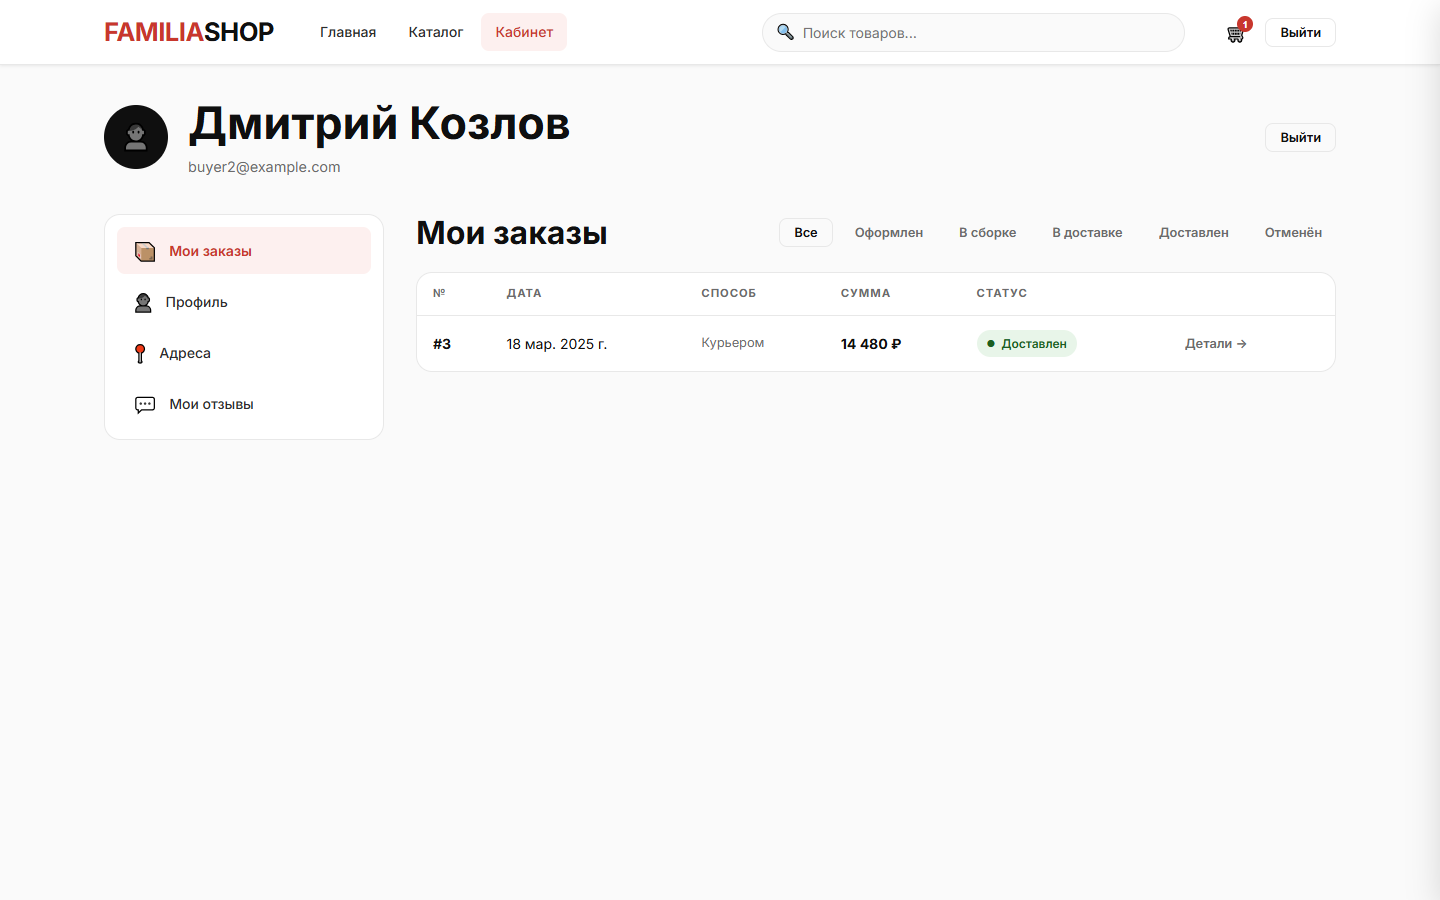 FAMILIASHOP Главная Каталог Кабинет Поиск товаров... 1 Выйти
Дмитрий Козлов
buyer2@example.com
Выйти
Мои заказы
Профиль
Адреса
Мои отзывы
Мои заказы Все Оформлен В сборке В доставке Доставлен Отменён
№ ДАТА СПОСОБ СУММА СТАТУС
#3 18 мар. 2025 г. Курьером 14 480 ₽ Доставлен Детали →